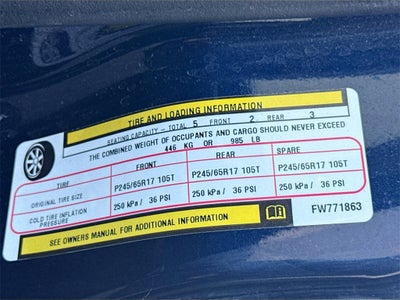 TIRE AND LOADING INFORMATION
SEATING CAPACITY - TOTAL 5 FRONT 2 REAR 3
THE COMBINED WEIGHT OF OCCUPANTS AND CARGO SHOULD NEVER EXCEED
446 KG OR 985 LB
TIRE FRONT REAR SPARE
ORIGINAL TIRE SIZE P245/65R17 105T P245/65R17 105T P245/65R17 105T
COLD TIRE INFLATION PRESSURE 250 kPa / 36 PSI 250 kPa / 36 PSI 250 kPa / 36 PSI
SEE OWNERS MANUAL FOR ADDITIONAL INFORMATION FW771863